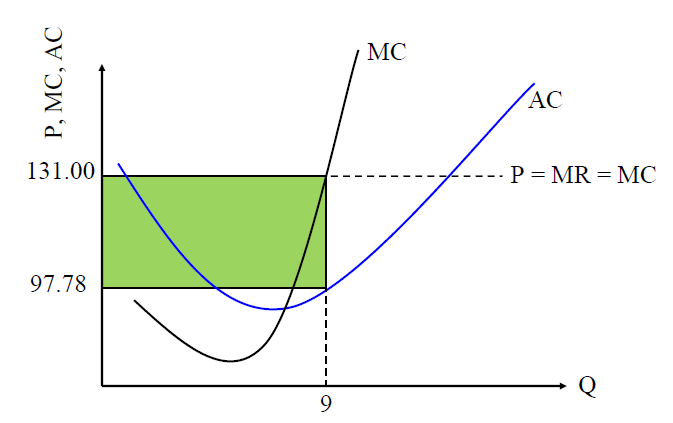 P, MC, AC
MC
AC
131.00
P = MR = MC
97.78
Q
9